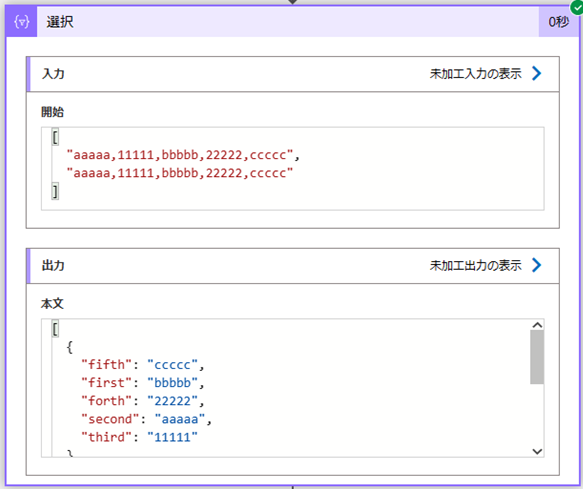 {v} 選択 0秒
入力 未加工入力の表示
開始
[
"aaaaa,11111,bbbbb,22222,ccccc",
"aaaaa,11111,bbbbb,22222,ccccc"
]
出力 未加工出力の表示
本文
[
{
"fifth": "ccccc",
"first": "bbbbb",
"forth": "22222",
"second": "aaaaa",
"third": "11111"
}